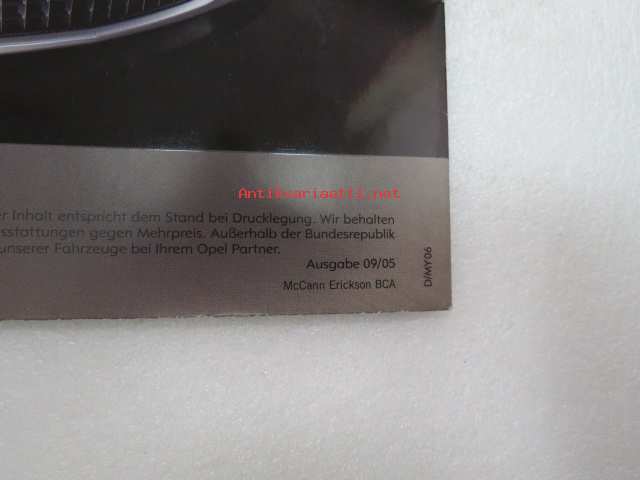 Antikvariaatti.net
er Inhalt entspricht dem Stand bei Drucklegung. Wir behalten
sstattungen gegen Mehrpreis. Außerhalb der Bundesrepublik
unserer Fahrzeuge bei Ihrem Opel Partner.
Ausgabe 09/05
McCann Erickson BCA
D/MY06